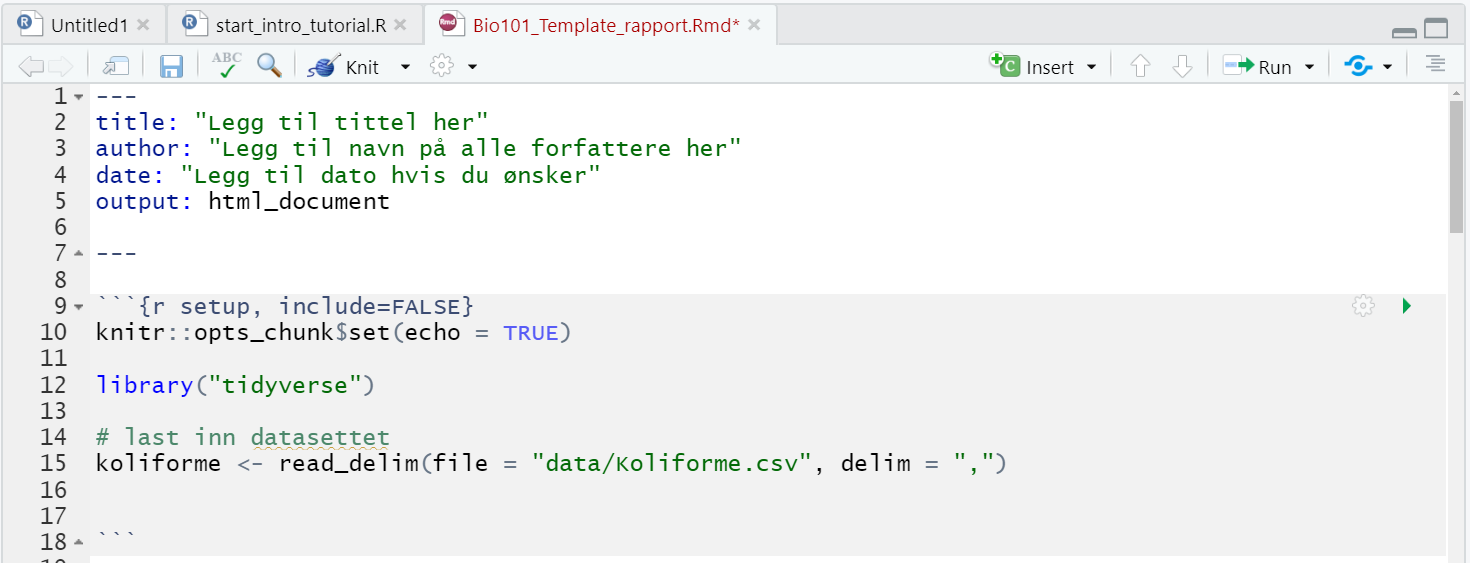 Untitled1 start_intro_tutorial.R Bio101_Template_rapport.Rmd*
ABC Knit Insert Run
1 ---
2 title: "Legg til tittel her"
3 author: "Legg til navn på alle forfattere her"
4 date: "Legg til dato hvis du ønsker"
5 output: html_document
6
7 ---
8
9 ```{r setup, include=FALSE}
10 knitr::opts_chunk$set(echo = TRUE)
11
12 library("tidyverse")
13
14 # last inn datasettet
15 koliforme <- read_delim(file = "data/Koliforme.csv", delim = ",")
16
17
18 ```